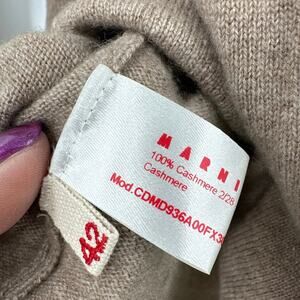 MARNI
100% Cashmere 2/28
Cashmere
Mod.CDMD936A00FX3
42